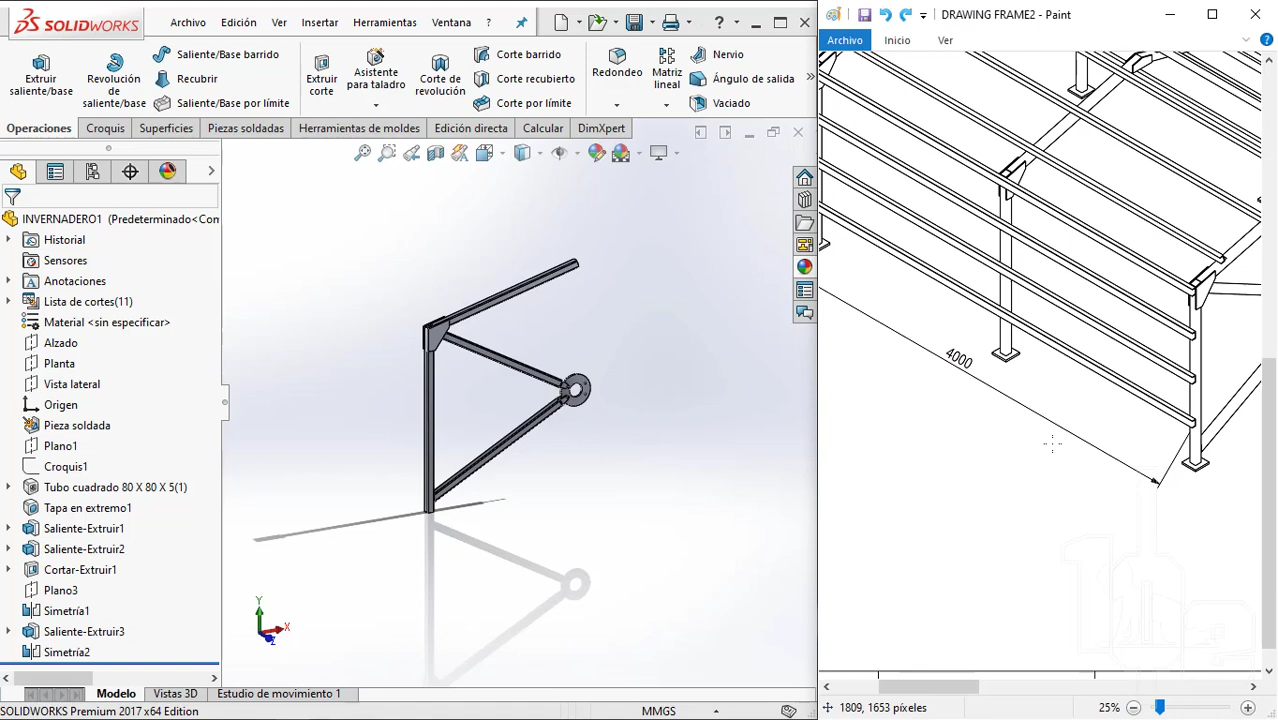 SOLIDWORKS
Archivo Edición Ver Insertar Herramientas Ventana ?
?
Extruir saliente/base
Revolución de saliente/base
Saliente/Base barrido
Recubrir
Saliente/Base por límite
Extruir corte
Asistente para taladro
Corte de revolución
Corte barrido
Corte recubierto
Corte por límite
Redondeo
Matriz lineal
Nervio
Ángulo de salida
Vaciado
Operaciones Croquis Superficies Piezas soldadas Herramientas de moldes Edición directa Calcular DimXpert
INVERNADERO1 (Predeterminado<Com
Historial
Sensores
Anotaciones
Lista de cortes(11)
Material <sin especificar>
Alzado
Planta
Vista lateral
Origen
Pieza soldada
Plano1
Croquis1
Tubo cuadrado 80 X 80 X 5(1)
Tapa en extremo1
Saliente-Extruir1
Saliente-Extruir2
Cortar-Extruir1
Plano3
Simetría1
Saliente-Extruir3
Simetría2
Y
X
Z
Modelo Vistas 3D Estudio de movimiento 1
SOLIDWORKS Premium 2017 x64 Edition
MMGS
DRAWING FRAME2 - Paint
Archivo Inicio Ver
4000
1809, 1653 píxeles
25%